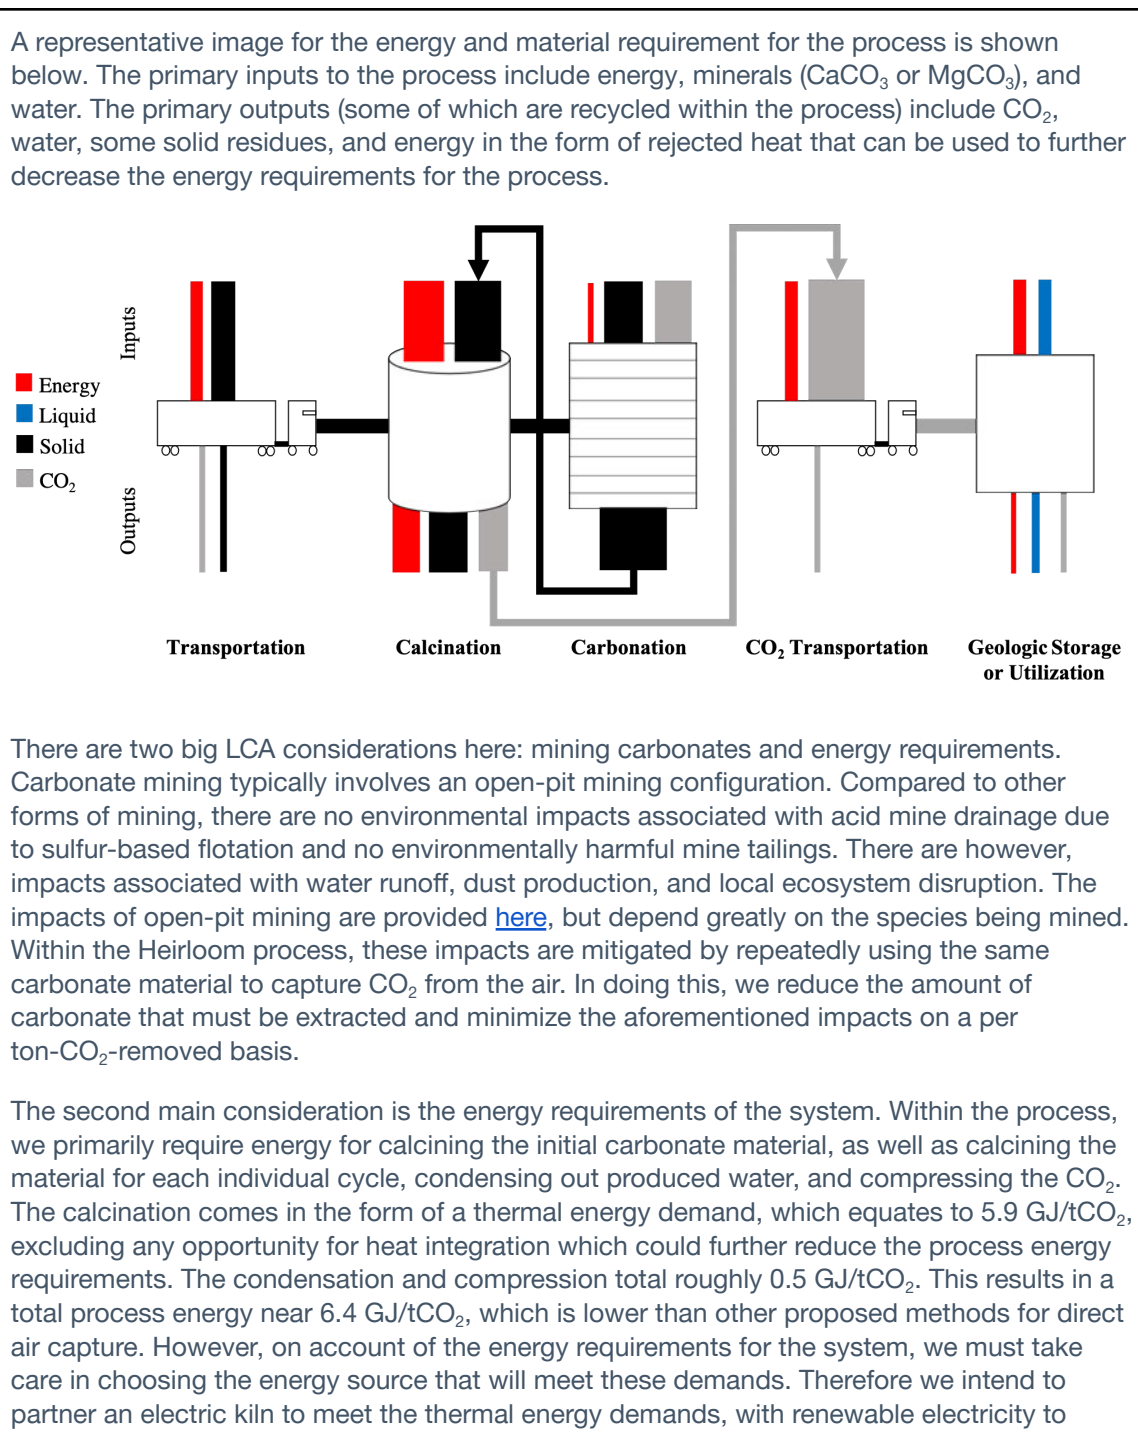 A representative image for the energy and material requirement for the process is shown
below. The primary inputs to the process include energy, minerals (CaCO₃ or MgCO₃), and
water. The primary outputs (some of which are recycled within the process) include CO₂,
water, some solid residues, and energy in the form of rejected heat that can be used to further
decrease the energy requirements for the process.
Inputs
Energy
Liquid
Solid
CO₂
Outputs
Transportation
Calcination
Carbonation
CO₂ Transportation
Geologic Storage
or Utilization
There are two big LCA considerations here: mining carbonates and energy requirements.
Carbonate mining typically involves an open-pit mining configuration. Compared to other
forms of mining, there are no environmental impacts associated with acid mine drainage due
to sulfur-based flotation and no environmentally harmful mine tailings. There are however,
impacts associated with water runoff, dust production, and local ecosystem disruption. The
impacts of open-pit mining are provided here, but depend greatly on the species being mined.
Within the Heirloom process, these impacts are mitigated by repeatedly using the same
carbonate material to capture CO₂ from the air. In doing this, we reduce the amount of
carbonate that must be extracted and minimize the aforementioned impacts on a per
ton-CO₂-removed basis.
The second main consideration is the energy requirements of the system. Within the process,
we primarily require energy for calcining the initial carbonate material, as well as calcining the
material for each individual cycle, condensing out produced water, and compressing the CO₂.
The calcination comes in the form of a thermal energy demand, which equates to 5.9 GJ/tCO₂,
excluding any opportunity for heat integration which could further reduce the process energy
requirements. The condensation and compression total roughly 0.5 GJ/tCO₂. This results in a
total process energy near 6.4 GJ/tCO₂, which is lower than other proposed methods for direct
air capture. However, on account of the energy requirements for the system, we must take
care in choosing the energy source that will meet these demands. Therefore we intend to
partner an electric kiln to meet the thermal energy demands, with renewable electricity to